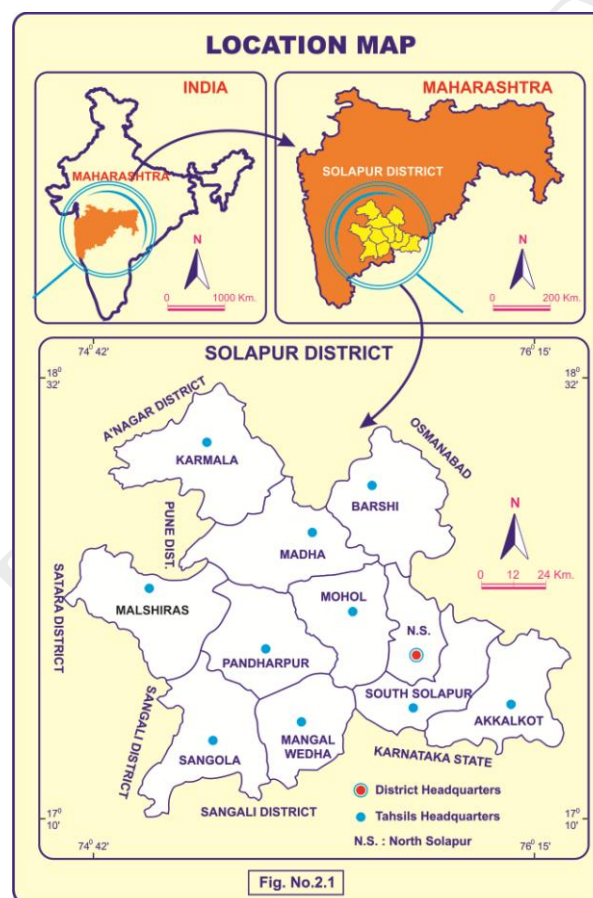 LOCATION MAP
INDIA
MAHARASHTRA
N
0 1000 Km.
MAHARASHTRA
SOLAPUR DISTRICT
N
0 200 Km.
SOLAPUR DISTRICT
74° 42'
76° 15'
18° 32'
18° 32'
A'NAGAR DISTRICT
OSMANABAD
KARMALA
BARSHI
PUNE DIST.
MADHA
N
0 12 24 Km.
SATARA DISTRICT
MALSHIRAS
MOHOL
N.S.
PANDHARPUR
SOUTH SOLAPUR
AKKALKOT
SANGALI DISTRICT
SANGOLA
MANGAL
WEDHA
KARNATAKA STATE
SANGALI DISTRICT
District Headquarters
Tahsils Headquarters
N.S. : North Solapur
17° 10'
17° 10'
74° 42'
76° 15'
Fig. No.2.1